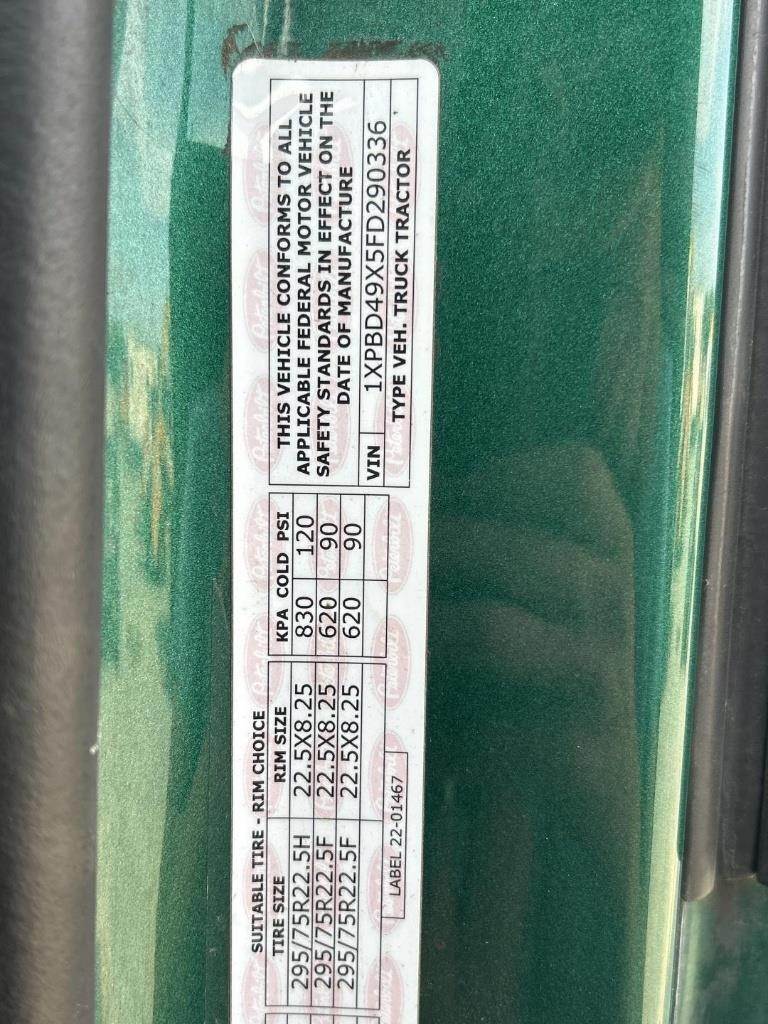 SUITABLE TIRE - RIM CHOICE
TIRE SIZE RIM SIZE KPA COLD PSI
295/75R22.5H 22.5X8.25 830 120
295/75R22.5F 22.5X8.25 620 90
295/75R22.5F 22.5X8.25 620 90
LABEL 22-01467
THIS VEHICLE CONFORMS TO ALL
APPLICABLE FEDERAL MOTOR VEHICLE
SAFETY STANDARDS IN EFFECT ON THE
DATE OF MANUFACTURE
VIN 1XPBD49X5FD290336
TYPE VEH. TRUCK TRACTOR
Peterbilt